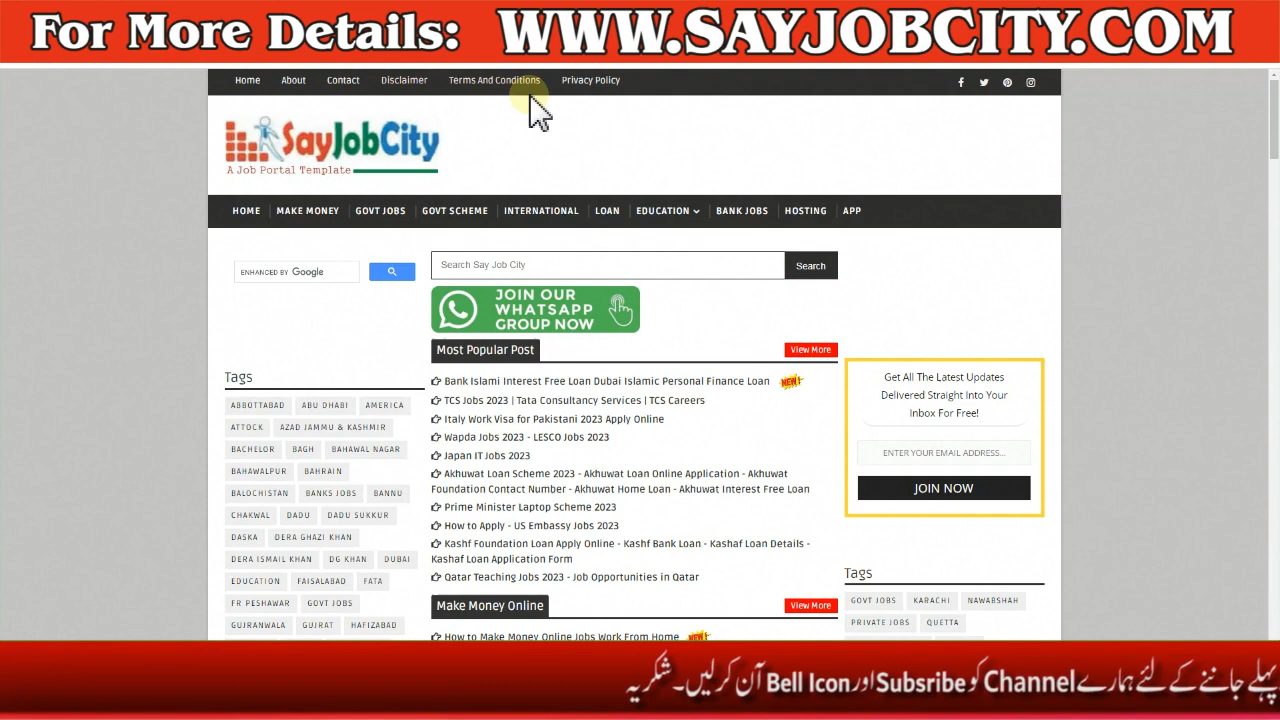 For More Details: WWW.SAYJOBCITY.COM
Home About Contact Disclaimer Terms And Conditions Privacy Policy
SayJobCity
A Job Portal Template
HOME MAKE MONEY GOVT JOBS GOVT SCHEME INTERNATIONAL LOAN EDUCATION BANK JOBS HOSTING APP
ENHANCED BY Google
Search Say Job City Search
JOIN OUR
WHATSAPP
GROUP NOW
Most Popular Post View More
Bank Islami Interest Free Loan Dubai Islamic Personal Finance Loan NEW!
TCS Jobs 2023 | Tata Consultancy Services | TCS Careers
Italy Work Visa for Pakistani 2023 Apply Online
Wapda Jobs 2023 - LESCO Jobs 2023
Japan IT Jobs 2023
Akhuwat Loan Scheme 2023 - Akhuwat Loan Online Application - Akhuwat
Foundation Contact Number - Akhuwat Home Loan - Akhuwat Interest Free Loan
Prime Minister Laptop Scheme 2023
How to Apply - US Embassy Jobs 2023
Kashf Foundation Loan Apply Online - Kashf Bank Loan - Kashaf Loan Details -
Kashaf Loan Application Form
Qatar Teaching Jobs 2023 - Job Opportunities in Qatar
Make Money Online View More
How to Make Money Online Jobs Work From Home NEW!
Tags
ABBOTTABAD ABU DHABI AMERICA
ATTOCK AZAD JAMMU & KASHMIR
BACHELOR BAGH BAHAWAL NAGAR
BAHAWALPUR BAHRAIN
BALOCHISTAN BANKS JOBS BANNU
CHAKWAL DADU DADU SUKKUR
DASKA DERA GHAZI KHAN
DERA ISMAIL KHAN DG KHAN DUBAI
EDUCATION FAISALABAD FATA
FR PESHAWAR GOVT JOBS
GUJRANWALA GUJRAT HAFIZABAD
Get All The Latest Updates
Delivered Straight Into Your
Inbox For Free!
ENTER YOUR EMAIL ADDRESS...
JOIN NOW
Tags
GOVT JOBS KARACHI NAWABSHAH
PRIVATE JOBS QUETTA
پہلے جاننے کے لئے ہمارے Channel کو Subsribe اور Bell Icon آن کرلیں۔ شکریہ